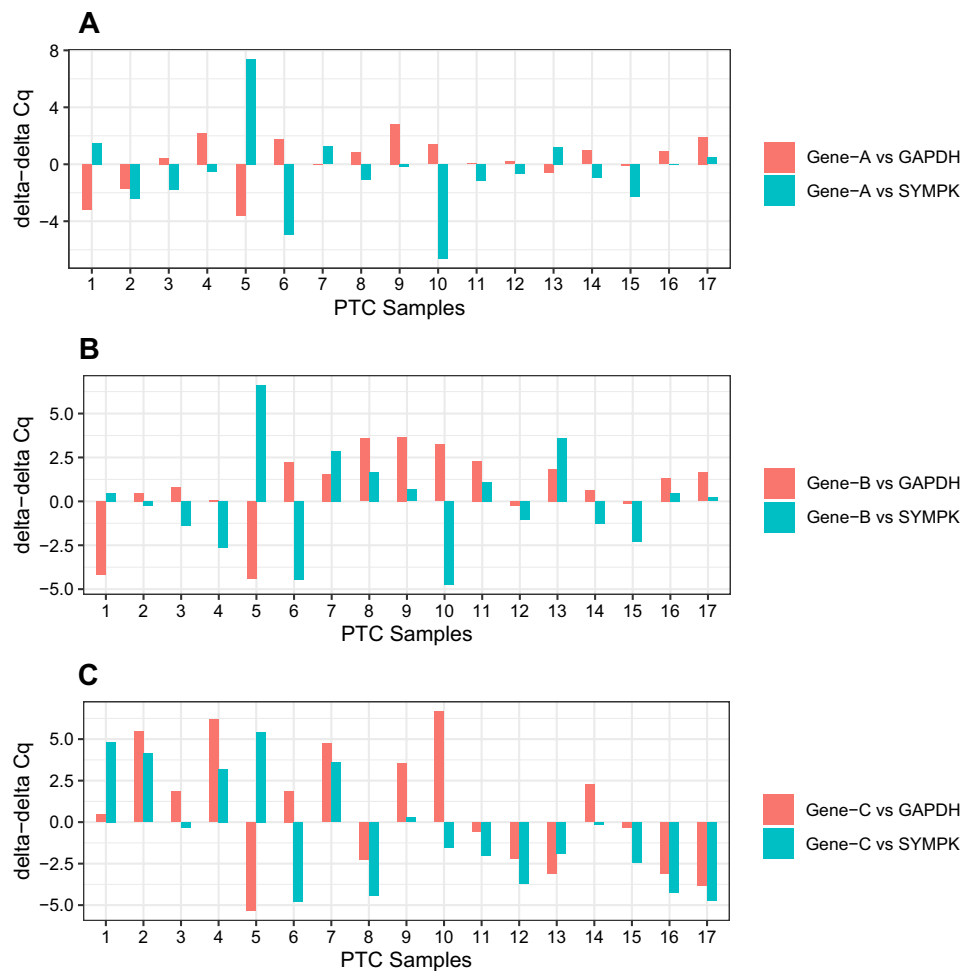 A
delta−delta Cq
8
4
0
−4
1 2 3 4 5 6 7 8 9 10 11 12 13 14 15 16 17
PTC Samples
Gene−A vs GAPDH
Gene−A vs SYMPK
B
delta−delta Cq
5.0
2.5
0.0
−2.5
−5.0
1 2 3 4 5 6 7 8 9 10 11 12 13 14 15 16 17
PTC Samples
Gene−B vs GAPDH
Gene−B vs SYMPK
C
delta−delta Cq
5.0
2.5
0.0
−2.5
−5.0
1 2 3 4 5 6 7 8 9 10 11 12 13 14 15 16 17
PTC Samples
Gene−C vs GAPDH
Gene−C vs SYMPK